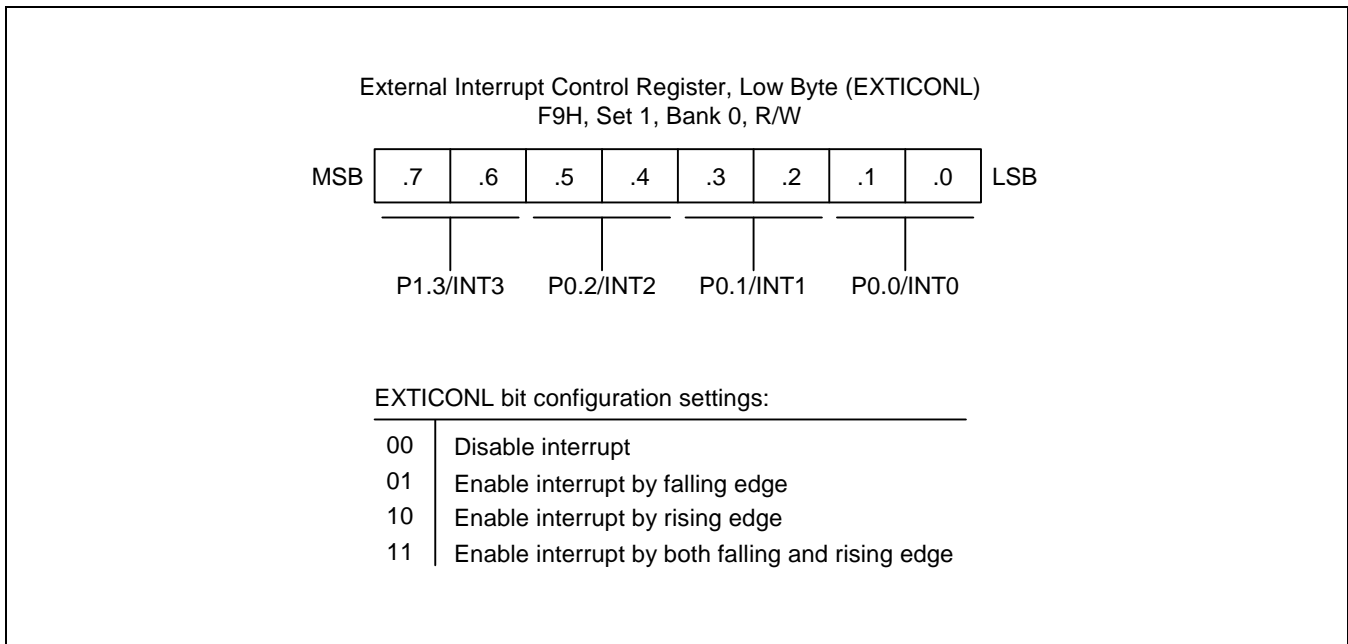 External Interrupt Control Register, Low Byte (EXTICONL)
F9H, Set 1, Bank 0, R/W
MSB .7 .6 .5 .4 .3 .2 .1 .0 LSB
P1.3/INT3 P0.2/INT2 P0.1/INT1 P0.0/INT0
EXTICONL bit configuration settings:
00 Disable interrupt
01 Enable interrupt by falling edge
10 Enable interrupt by rising edge
11 Enable interrupt by both falling and rising edge